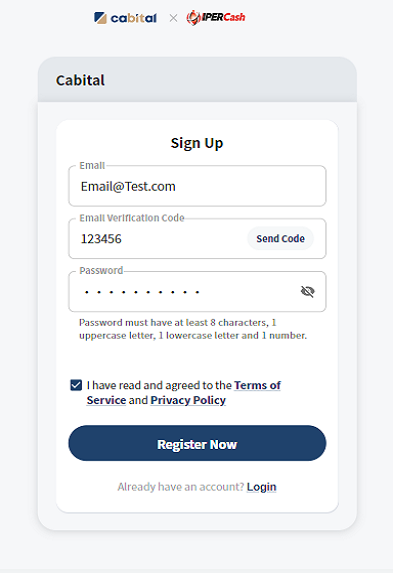 cabital × IPERCash
Cabital
Sign Up
Email
Email@Test.com
Email Verification Code
123456
Send Code
Password
Password must have at least 8 characters, 1
uppercase letter, 1 lowercase letter and 1 number.
I have read and agreed to the Terms of
Service and Privacy Policy
Register Now
Already have an account? Login